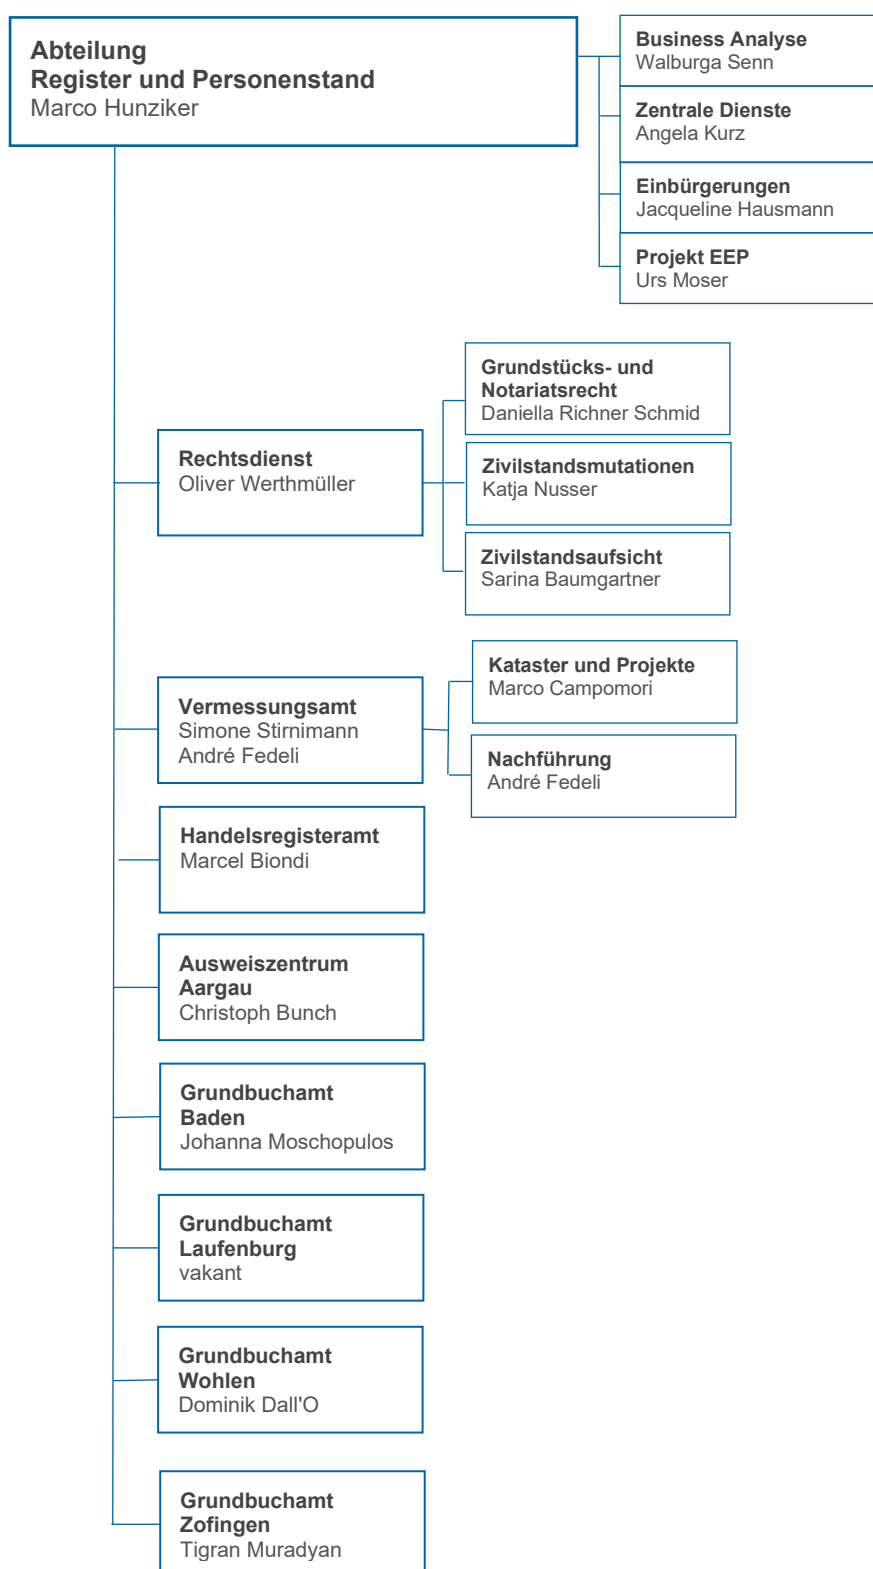 Abteilung
Register und Personenstand
Marco Hunziker
Business Analyse
Walburga Senn
Zentrale Dienste
Angela Kurz
Einbürgerungen
Jacqueline Hausmann
Projekt EEP
Urs Moser
Rechtsdienst
Oliver Werthmüller
Grundstücks- und
Notariatsrecht
Daniella Richner Schmid
Zivilstandsmutationen
Katja Nusser
Zivilstandsaufsicht
Sarina Baumgartner
Vermessungsamt
Simone Stirnimann
André Fedeli
Kataster und Projekte
Marco Campomori
Nachführung
André Fedeli
Handelsregisteramt
Marcel Biondi
Ausweiszentrum
Aargau
Christoph Bunch
Grundbuchamt
Baden
Johanna Moschopulos
Grundbuchamt
Laufenburg
vakant
Grundbuchamt
Wohlen
Dominik Dall'O
Grundbuchamt
Zofingen
Tigran Muradyan